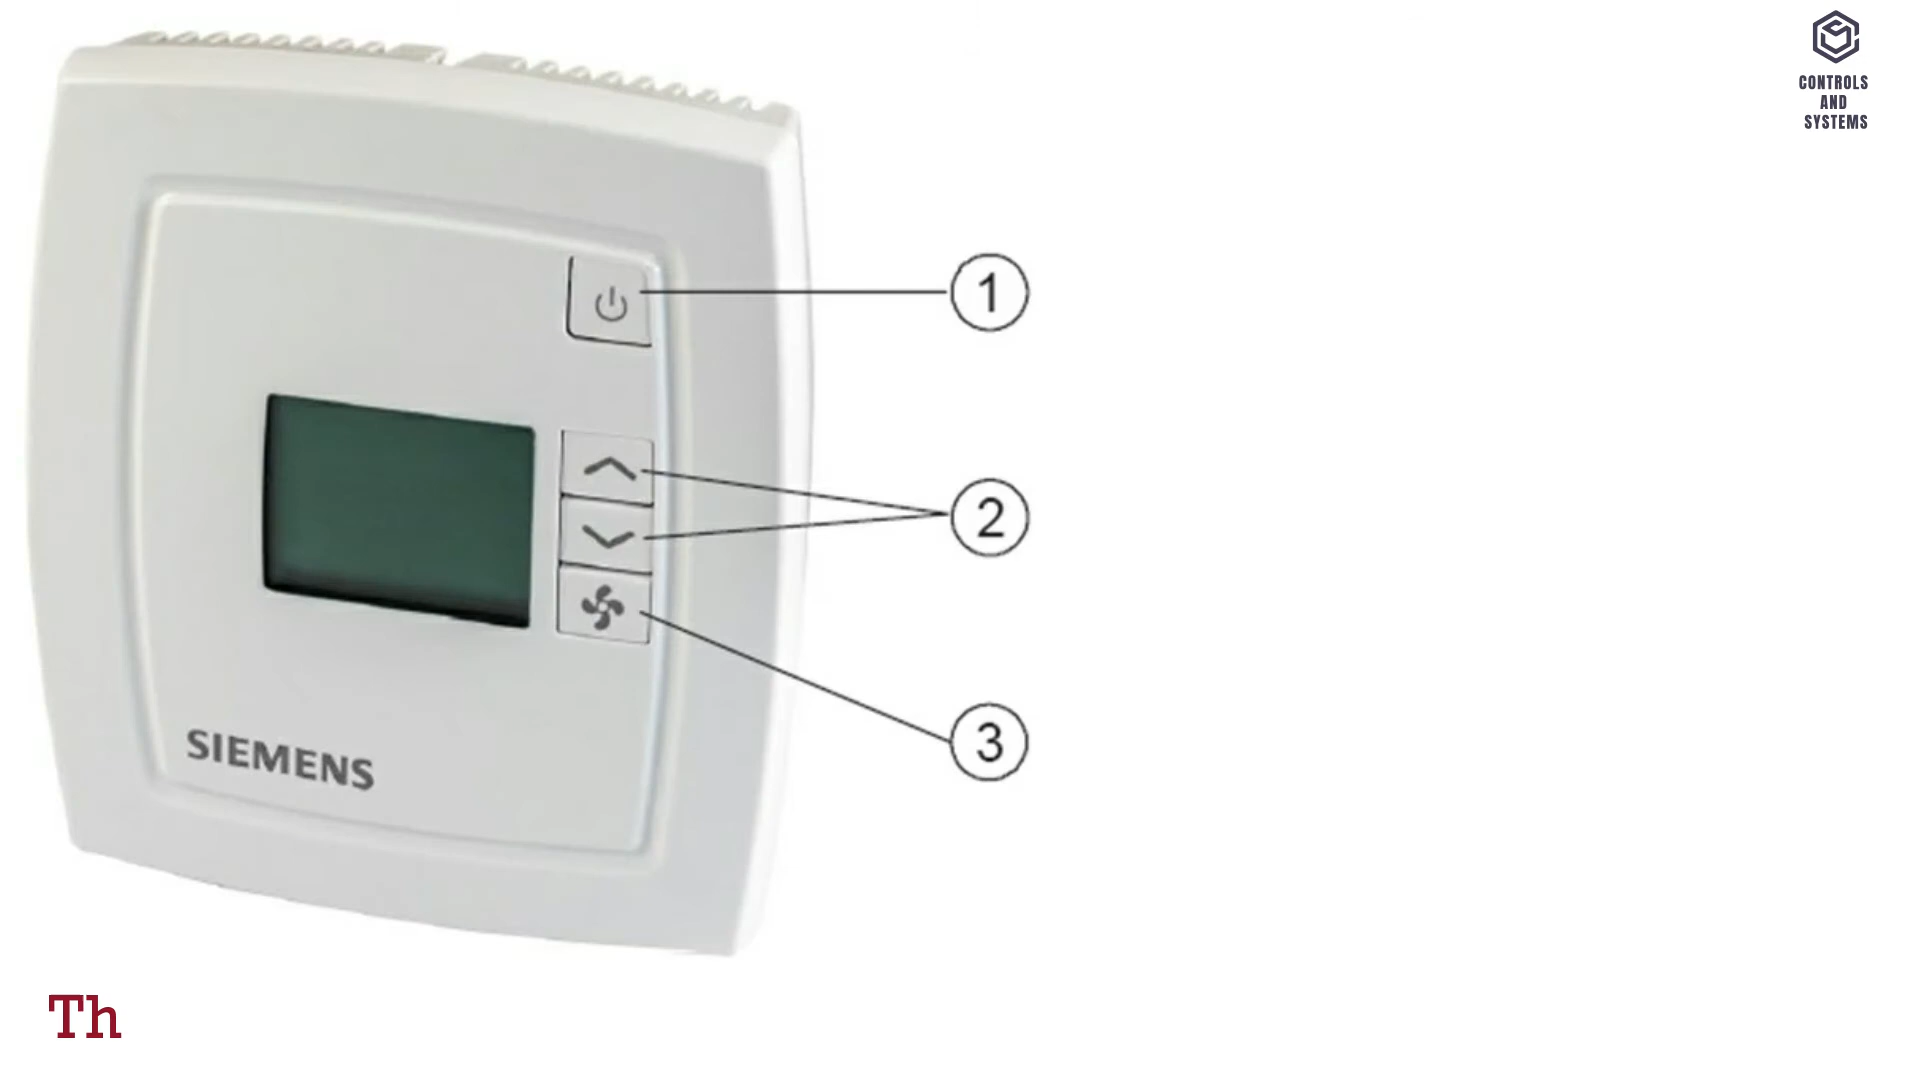 CONTROLS
AND
SYSTEMS
1
2
3
SIEMENS
Th